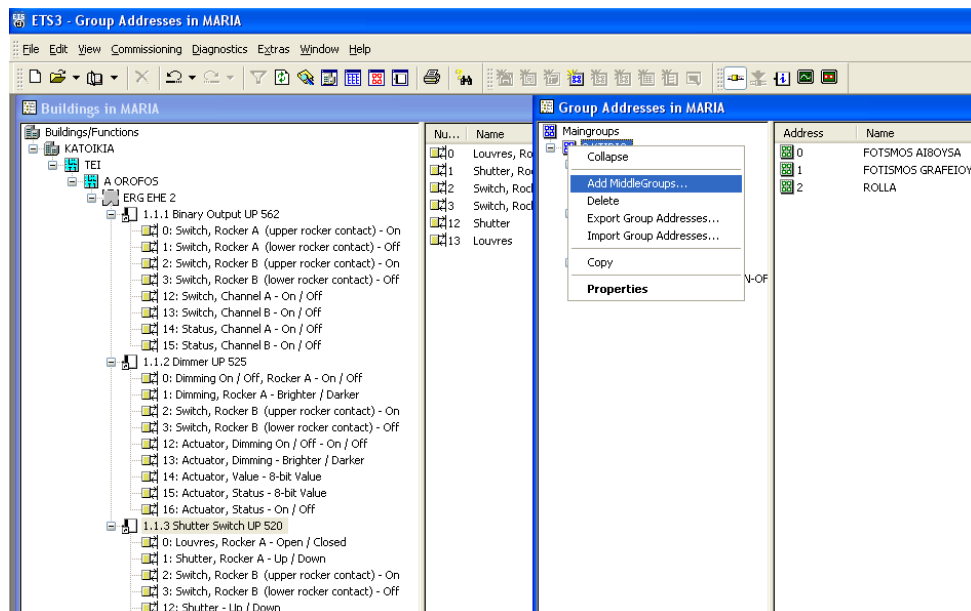 ETS3 - Group Addresses in MARIA
File Edit View Commissioning Diagnostics Extras Window Help
Buildings in MARIA
Buildings/Functions
KATOIKIA
TEI
A OROFOS
ERG EHE 2
1.1.1 Binary Output UP 562
0: Switch, Rocker A (upper rocker contact) - On
1: Switch, Rocker A (lower rocker contact) - Off
2: Switch, Rocker B (upper rocker contact) - On
3: Switch, Rocker B (lower rocker contact) - Off
12: Switch, Channel A - On / Off
13: Switch, Channel B - On / Off
14: Status, Channel A - On / Off
15: Status, Channel B - On / Off
1.1.2 Dimmer UP 525
0: Dimming On / Off, Rocker A - On / Off
1: Dimming, Rocker A - Brighter / Darker
2: Switch, Rocker B (upper rocker contact) - On
3: Switch, Rocker B (lower rocker contact) - Off
12: Actuator, Dimming On / Off - On / Off
13: Actuator, Dimming - Brighter / Darker
14: Actuator, Value - 8-bit Value
15: Actuator, Status - 8-bit Value
16: Actuator, Status - On / Off
1.1.3 Shutter Switch UP 520
0: Louvres, Rocker A - Open / Closed
1: Shutter, Rocker A - Up / Down
2: Switch, Rocker B (upper rocker contact) - On
3: Switch, Rocker B (lower rocker contact) - Off
12: Shutter - Up / Down
Nu... Name
0 Louvres, Ro
1 Shutter, Ro
2 Switch, Rock
3 Switch, Rock
12 Shutter
13 Louvres
Group Addresses in MARIA
Maingroups
Collapse
Add MiddleGroups...
Delete
Export Group Addresses...
Import Group Addresses...
Copy
Properties
N-OF
Address Name
0 FOTSMOS AI8OYSA
1 FOTISMOS GRAFEIOY
2 ROLLA